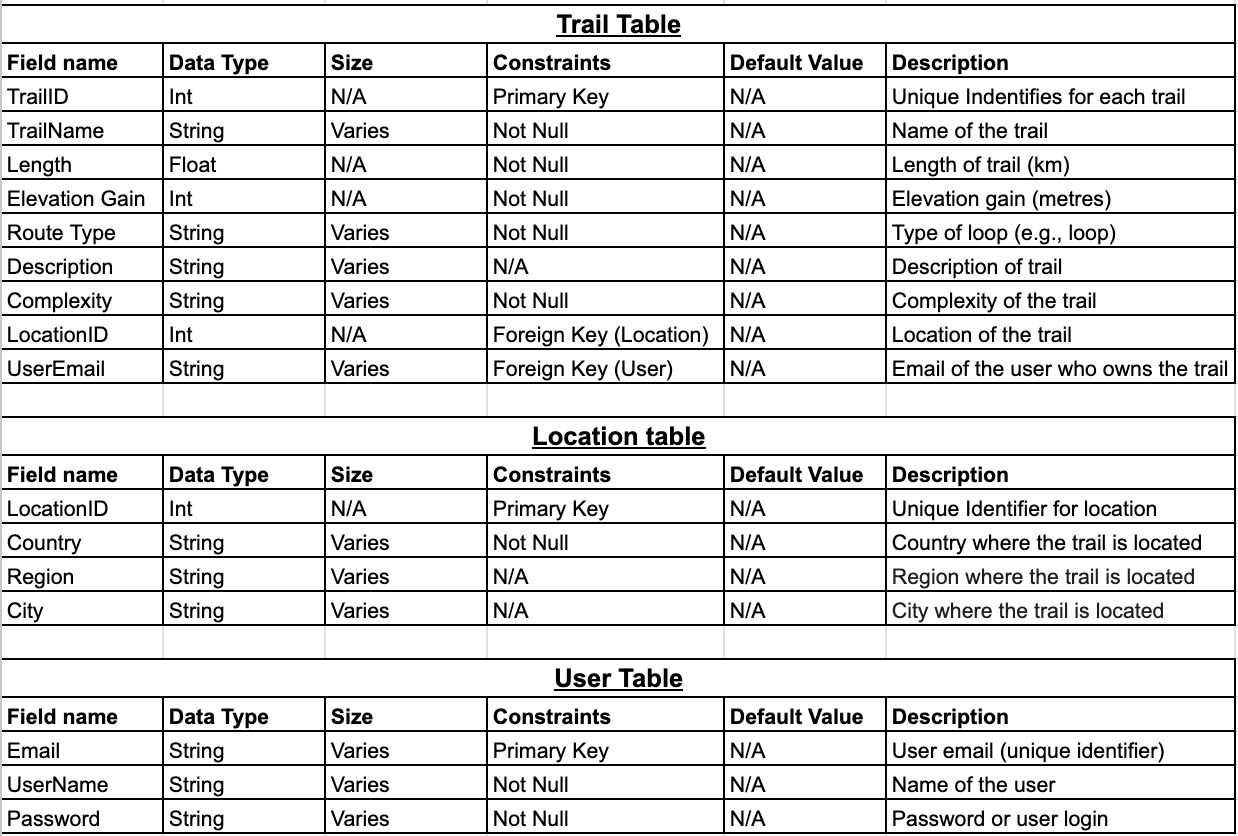 Trail Table
Field name Data Type Size Constraints Default Value Description
TrailID Int N/A Primary Key N/A Unique Indentifies for each trail
TrailName String Varies Not Null N/A Name of the trail
Length Float N/A Not Null N/A Length of trail (km)
Elevation Gain Int N/A Not Null N/A Elevation gain (metres)
Route Type String Varies Not Null N/A Type of loop (e.g., loop)
Description String Varies N/A N/A Description of trail
Complexity String Varies Not Null N/A Complexity of the trail
LocationID Int N/A Foreign Key (Location) N/A Location of the trail
UserEmail String Varies Foreign Key (User) N/A Email of the user who owns the trail
Location table
Field name Data Type Size Constraints Default Value Description
LocationID Int N/A Primary Key N/A Unique Identifier for location
Country String Varies Not Null N/A Country where the trail is located
Region String Varies N/A N/A Region where the trail is located
City String Varies N/A N/A City where the trail is located
User Table
Field name Data Type Size Constraints Default Value Description
Email String Varies Primary Key N/A User email (unique identifier)
UserName String Varies Not Null N/A Name of the user
Password String Varies Not Null N/A Password or user login